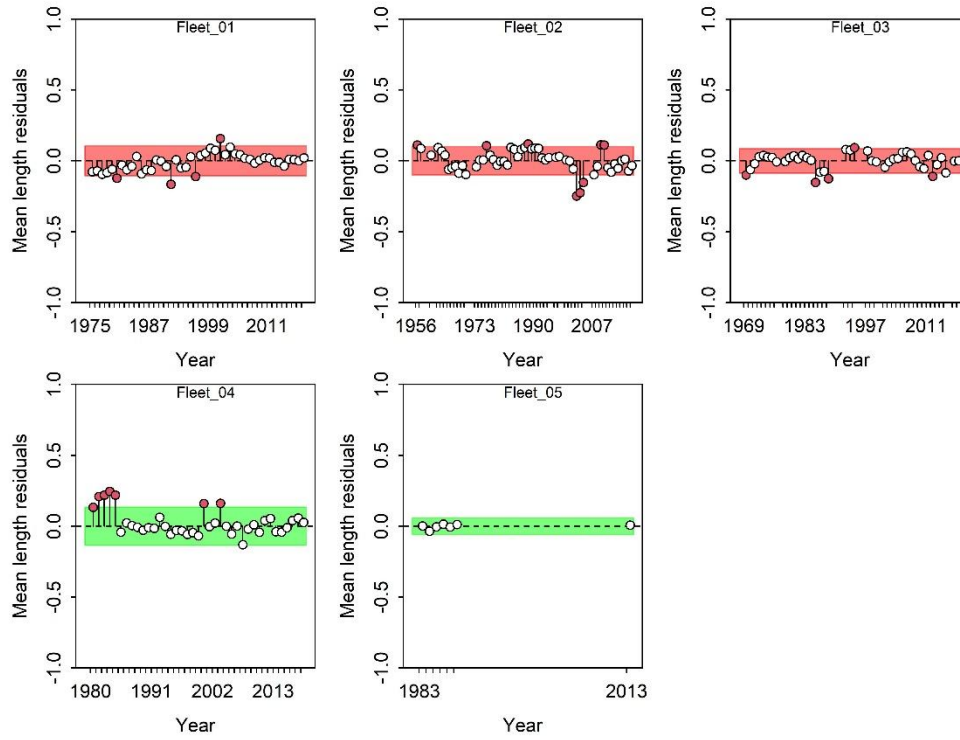 Fleet_01
Mean length residuals
1.0
0.5
0.0
-0.5
-1.0
1975 1987 1999 2011
Year
Fleet_02
Mean length residuals
1.0
0.5
0.0
-0.5
-1.0
1956 1973 1990 2007
Year
Fleet_03
Mean length residuals
1.0
0.5
0.0
-0.5
-1.0
1969 1983 1997 2011
Year
Fleet_04
Mean length residuals
1.0
0.5
0.0
-0.5
-1.0
1980 1991 2002 2013
Year
Fleet_05
Mean length residuals
1.0
0.5
0.0
-0.5
-1.0
1983 2013
Year